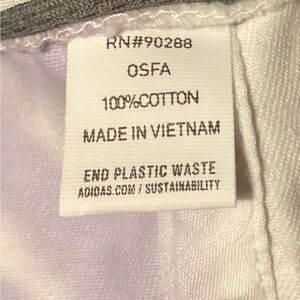 RN#90288
OSFA
100%COTTON
MADE IN VIETNAM
END PLASTIC WASTE
ADIDAS.COM / SUSTAINABILITY